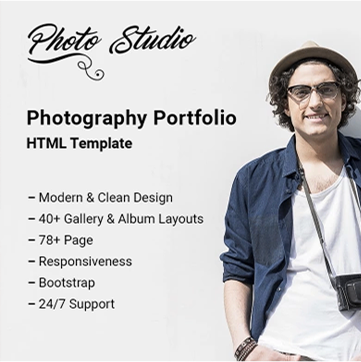 Photo Studio
Photography Portfolio
HTML Template
– Modern & Clean Design
– 40+ Gallery & Album Layouts
– 78+ Page
– Responsiveness
– Bootstrap
– 24/7 Support